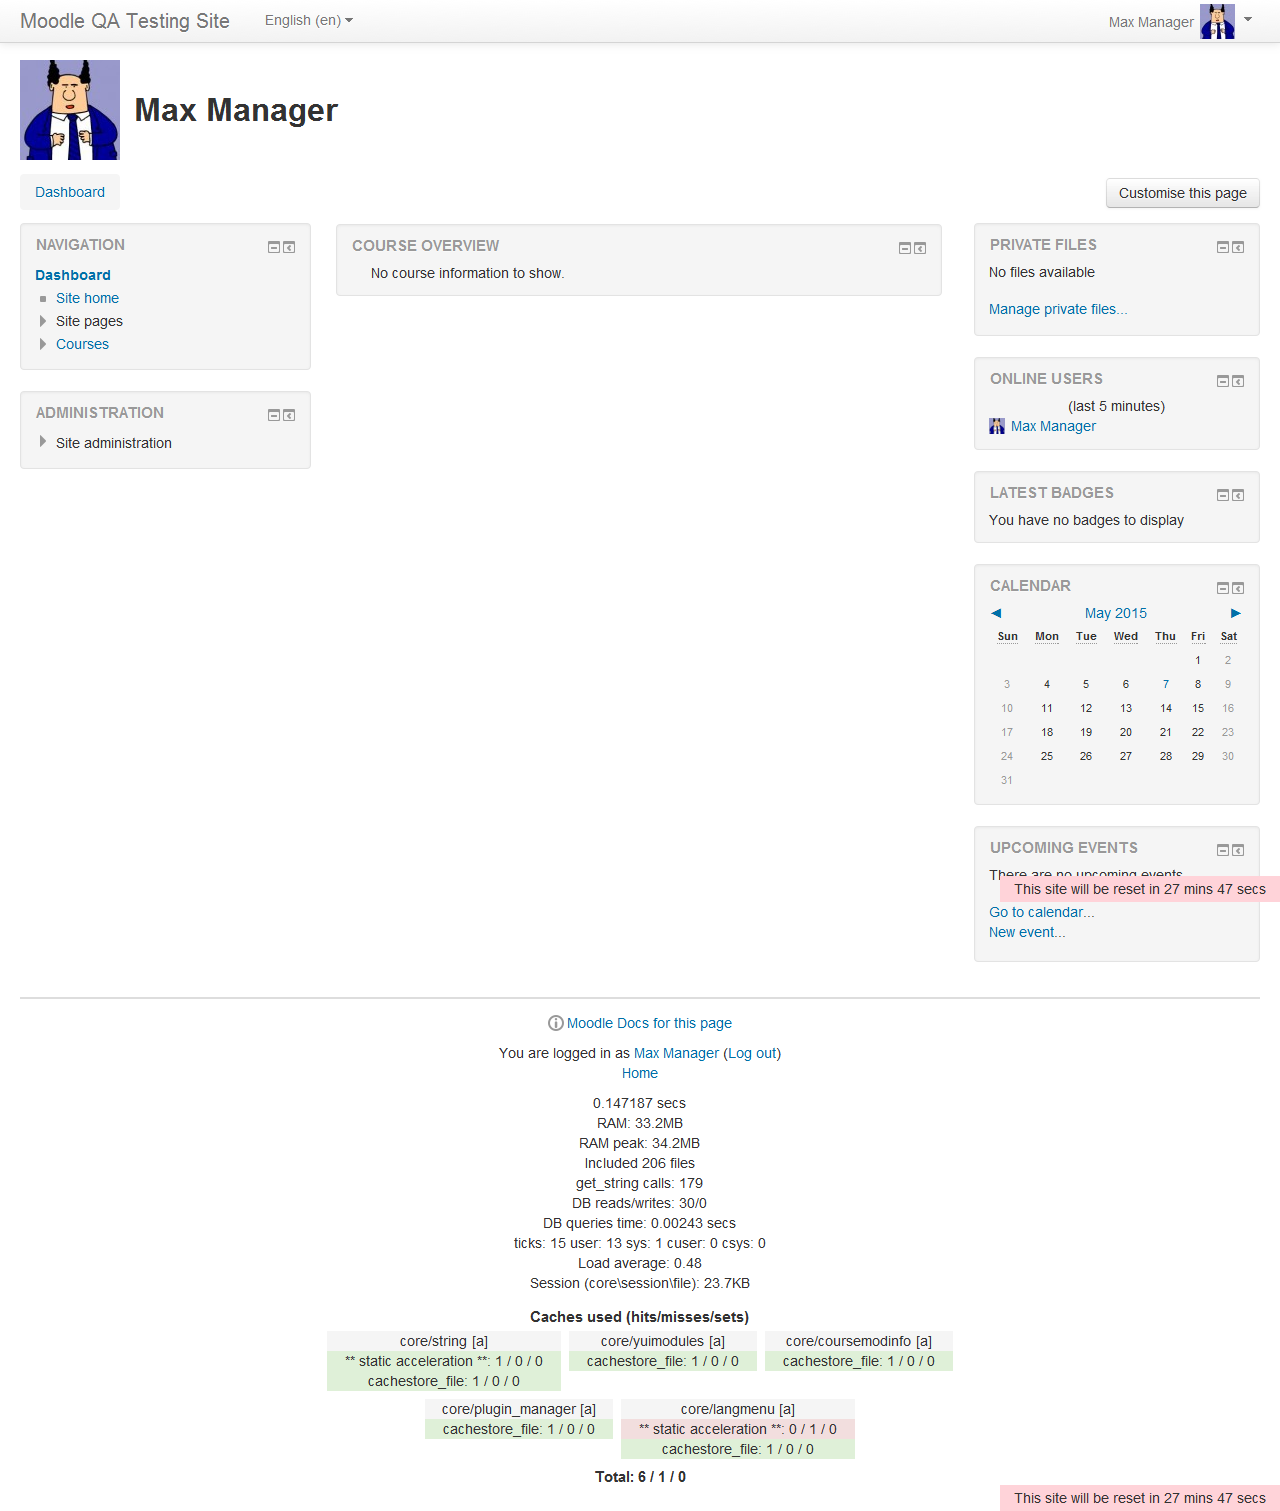 Moodle QA Testing Site
English (en)
Max Manager
Max Manager
Dashboard
Customise this page
NAVIGATION
Dashboard
Site home
Site pages
Courses
ADMINISTRATION
Site administration
COURSE OVERVIEW
No course information to show.
PRIVATE FILES
No files available
Manage private files...
ONLINE USERS
(last 5 minutes)
Max Manager
LATEST BADGES
You have no badges to display
CALENDAR
◀ May 2015 ▶
Sun Mon Tue Wed Thu Fri Sat
1 2
3 4 5 6 7 8 9
10 11 12 13 14 15 16
17 18 19 20 21 22 23
24 25 26 27 28 29 30
31
UPCOMING EVENTS
There are no upcoming events
This site will be reset in 27 mins 47 secs
Go to calendar...
New event...
Moodle Docs for this page
You are logged in as Max Manager (Log out)
Home
0.147187 secs
RAM: 33.2MB
RAM peak: 34.2MB
Included 206 files
get_string calls: 179
DB reads/writes: 30/0
DB queries time: 0.00243 secs
ticks: 15 user: 13 sys: 1 cuser: 0 csys: 0
Load average: 0.48
Session (core\session\file): 23.7KB
Caches used (hits/misses/sets)
core/string [a]
** static acceleration **: 1 / 0 / 0
cachestore_file: 1 / 0 / 0
core/yuimodules [a]
cachestore_file: 1 / 0 / 0
core/coursemodinfo [a]
cachestore_file: 1 / 0 / 0
core/plugin_manager [a]
cachestore_file: 1 / 0 / 0
core/langmenu [a]
** static acceleration **: 0 / 1 / 0
cachestore_file: 1 / 0 / 0
Total: 6 / 1 / 0
This site will be reset in 27 mins 47 secs